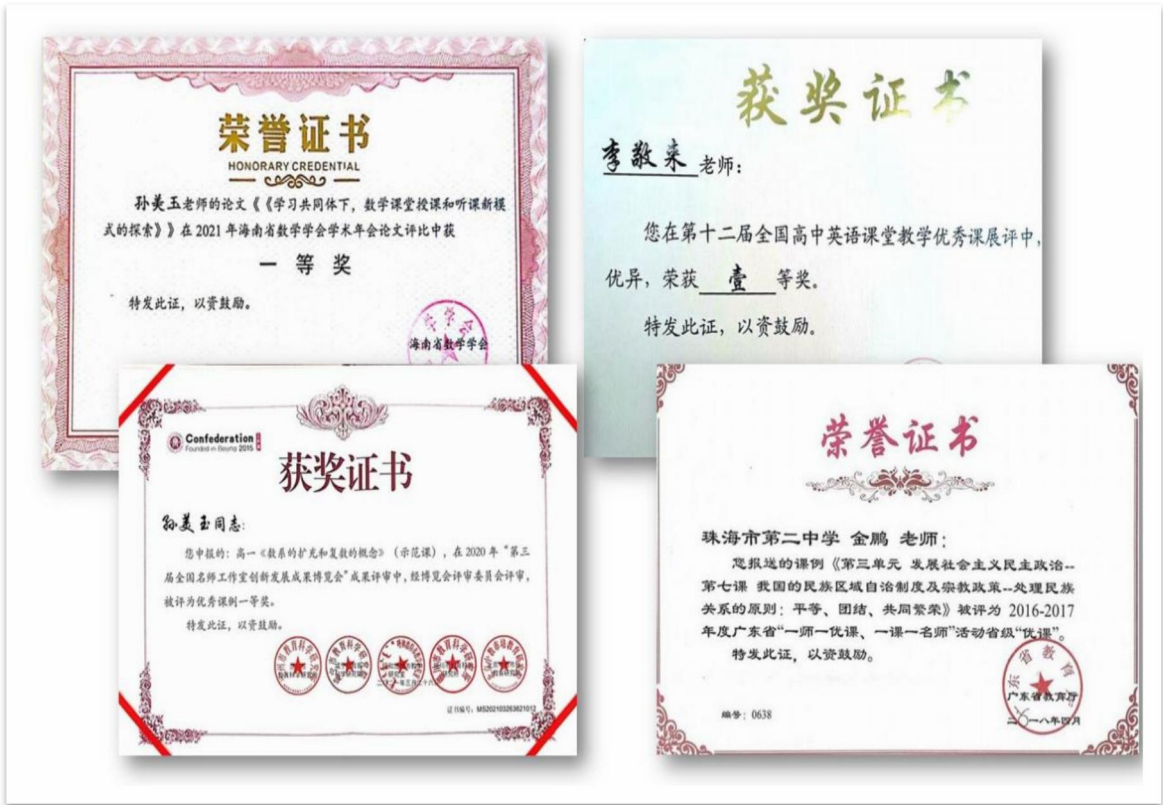 荣誉证书
HONORARY CREDENTIAL
孙美玉老师的论文《《学习共同体下，数学课堂授课和听课新模
式的探索》》在2021年海南省数学学会学术年会论文评比中获
一等奖
特发此证，以资鼓励。
海南省数学学会
获奖证书
李敬来老师：
您在第十二届全国高中英语课堂教学优秀课展评中，
优异，荣获 壹 等奖。
特发此证，以资鼓励。
Confederation
Founded in Beijing 2015
获奖证书
孙美玉同志：
您申报的：高一《数系的扩充和复数的概念》（示范课），在2020年“第三
届全国名师工作室创新发展成果博览会”成果评审中，经博览会评审委员会评审，
被评为优秀课例一等奖。
特发此证，以资鼓励。
证书编号：MS202103263621012
荣誉证书
珠海市第二中学 金鹏 老师：
您报送的课例《第三单元 发展社会主义民主政治--
第七课 我国的民族区域自治制度及宗教政策--处理民族
关系的原则：平等、团结、共同繁荣》被评为 2016-2017
年度广东省“一师一优课、一课一名师”活动省级“优课”。
特发此证，以资鼓励。
广东省教育厅
二〇一八年四月
编号：0638